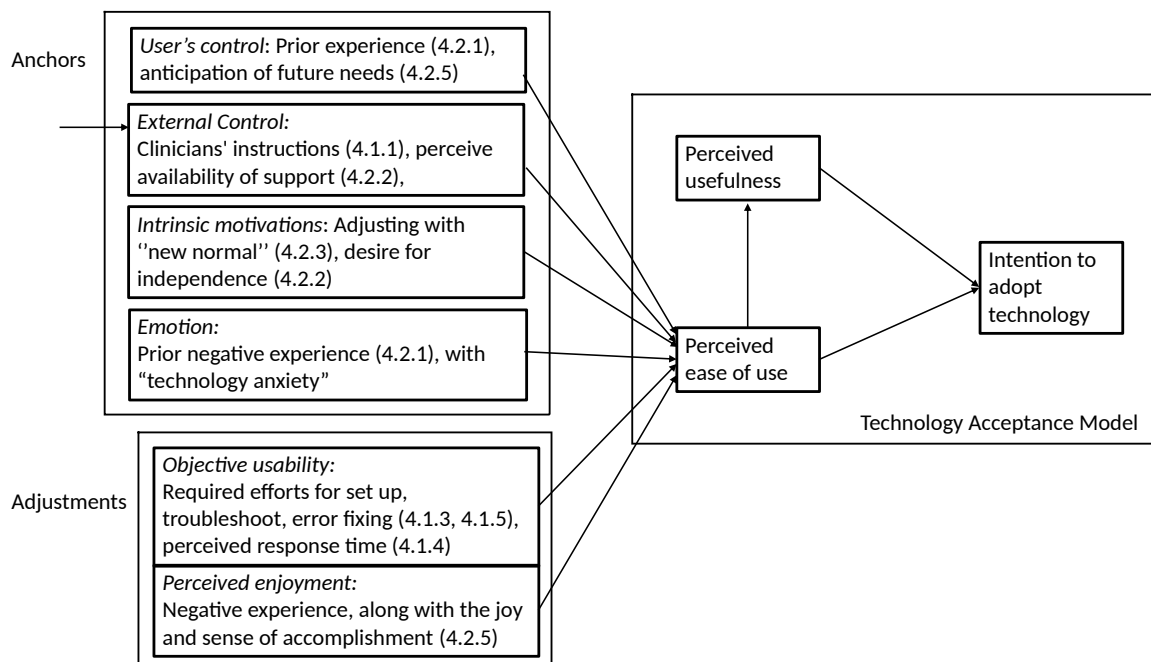 Anchors
User’s control: Prior experience (4.2.1),
anticipation of future needs (4.2.5)
External Control:
Clinicians' instructions (4.1.1), perceive
availability of support (4.2.2),
Intrinsic motivations: Adjusting with
‘’new normal’’ (4.2.3), desire for
independence (4.2.2)
Emotion:
Prior negative experience (4.2.1), with
“technology anxiety”
Adjustments
Objective usability:
Required efforts for set up,
troubleshoot, error fixing (4.1.3, 4.1.5),
perceived response time (4.1.4)
Perceived enjoyment:
Negative experience, along with the joy
and sense of accomplishment (4.2.5)
Perceived
usefulness
Perceived
ease of use
Intention to
adopt
technology
Technology Acceptance Model